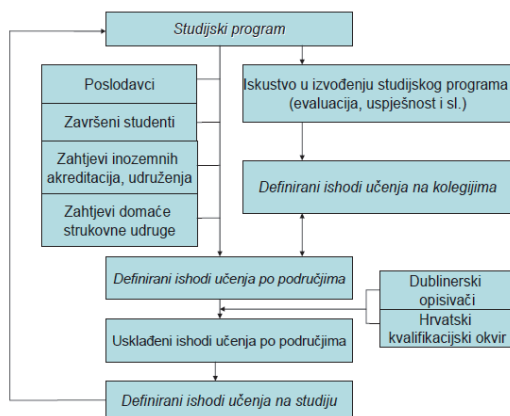 Studijski program
Poslodavci
Završeni studenti
Zahtjevi inozemnih
akreditacija, udruženja
Zahtjevi domaće
strukovne udruge
Iskustvo u izvođenju studijskog programa
(evaluacija, uspješnost i sl.)
Definirani ishodi učenja na kolegijima
Definirani ishodi učenja po područjima
Dublinerski
opisivači
Hrvatski
kvalifikacijski okvir
Usklađeni ishodi učenja po područjima
Definirani ishodi učenja na studiju